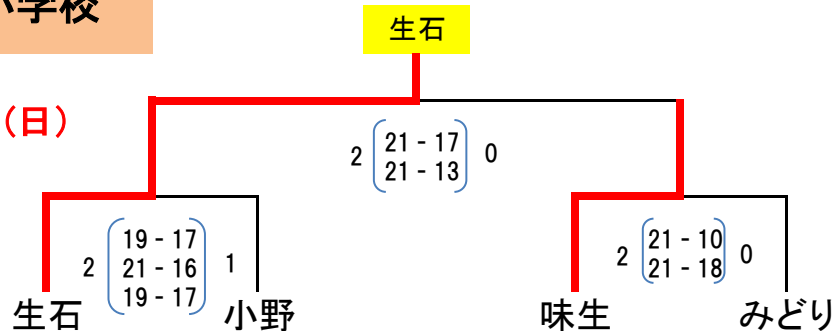 小学校
生石
(日)
2 21 - 17 0
21 - 13
19 - 17
2 21 - 16 1
19 - 17
2 21 - 10 0
21 - 18
生石 小野 味生 みどり